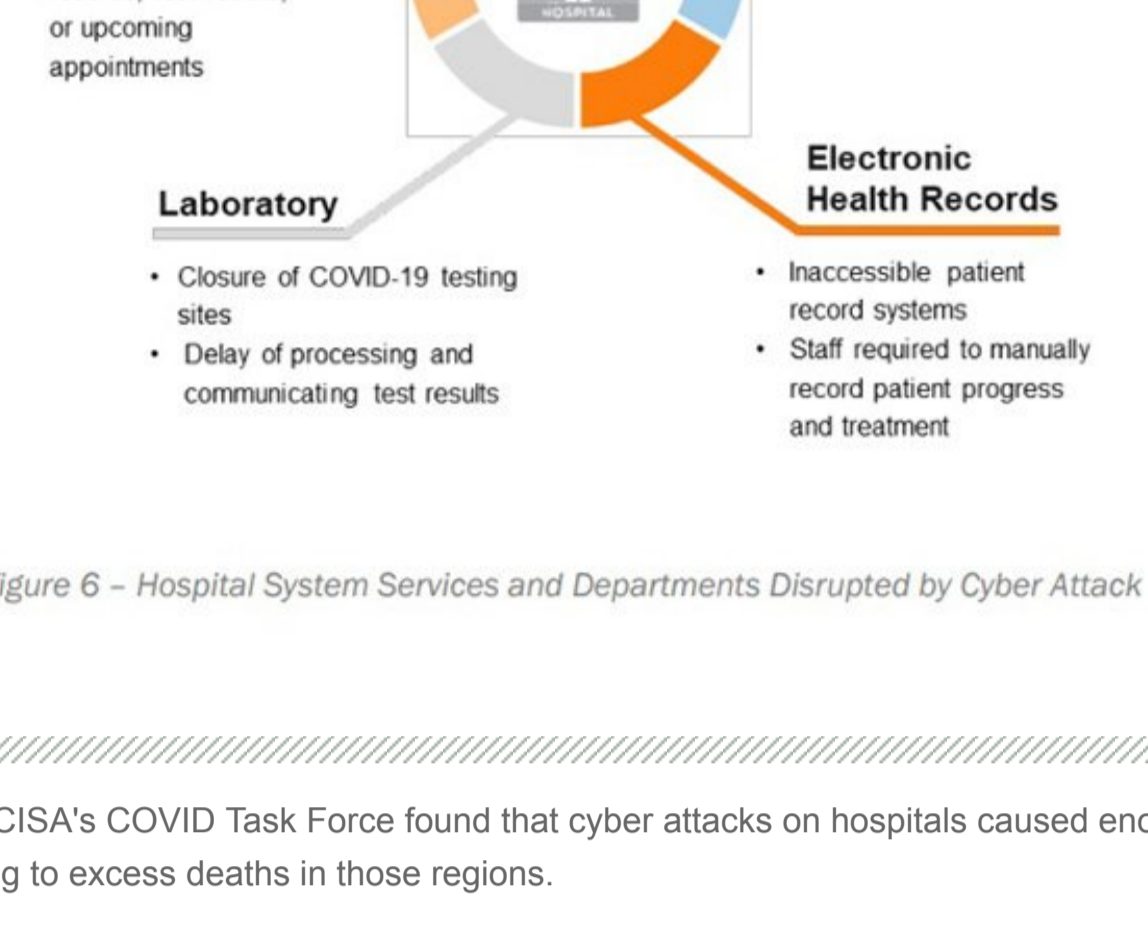 or upcoming
appointments
HOSPITAL
Laboratory
• Closure of COVID-19 testing
sites
• Delay of processing and
communicating test results
Electronic
Health Records
• Inaccessible patient
record systems
• Staff required to manually
record patient progress
and treatment
igure 6 – Hospital System Services and Departments Disrupted by Cyber Attack
CISA's COVID Task Force found that cyber attacks on hospitals caused
g to excess deaths in those regions.